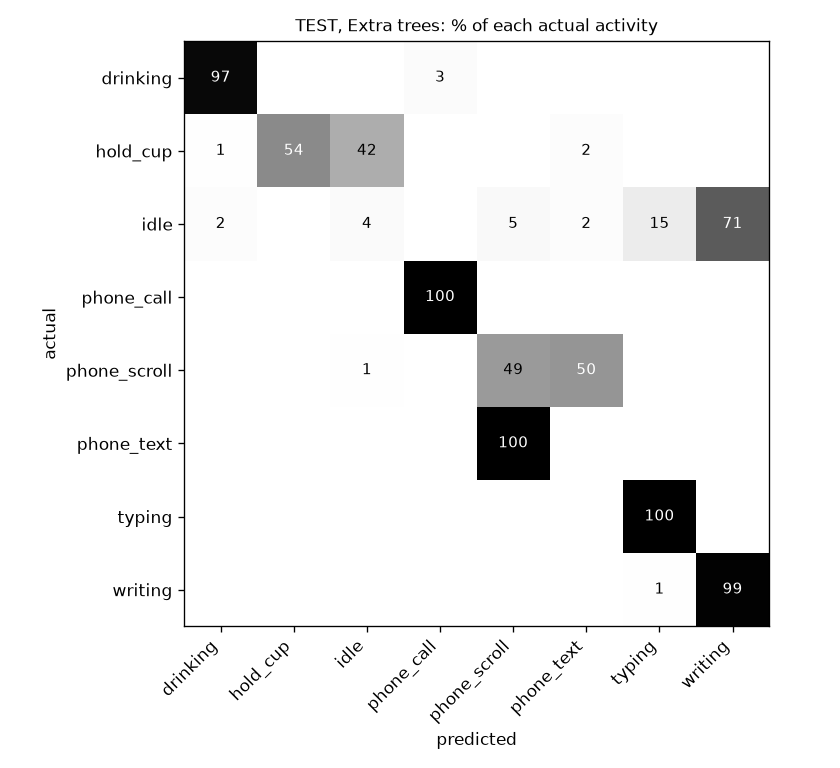 TEST, Extra trees: % of each actual activity
drinking 97 3
hold_cup 1 54 42 2
idle 2 4 5 2 15 71
phone_call 100
phone_scroll 1 49 50
phone_text 100
typing 100
writing 1 99
actual
drinking hold_cup idle phone_call phone_scroll phone_text typing writing
predicted